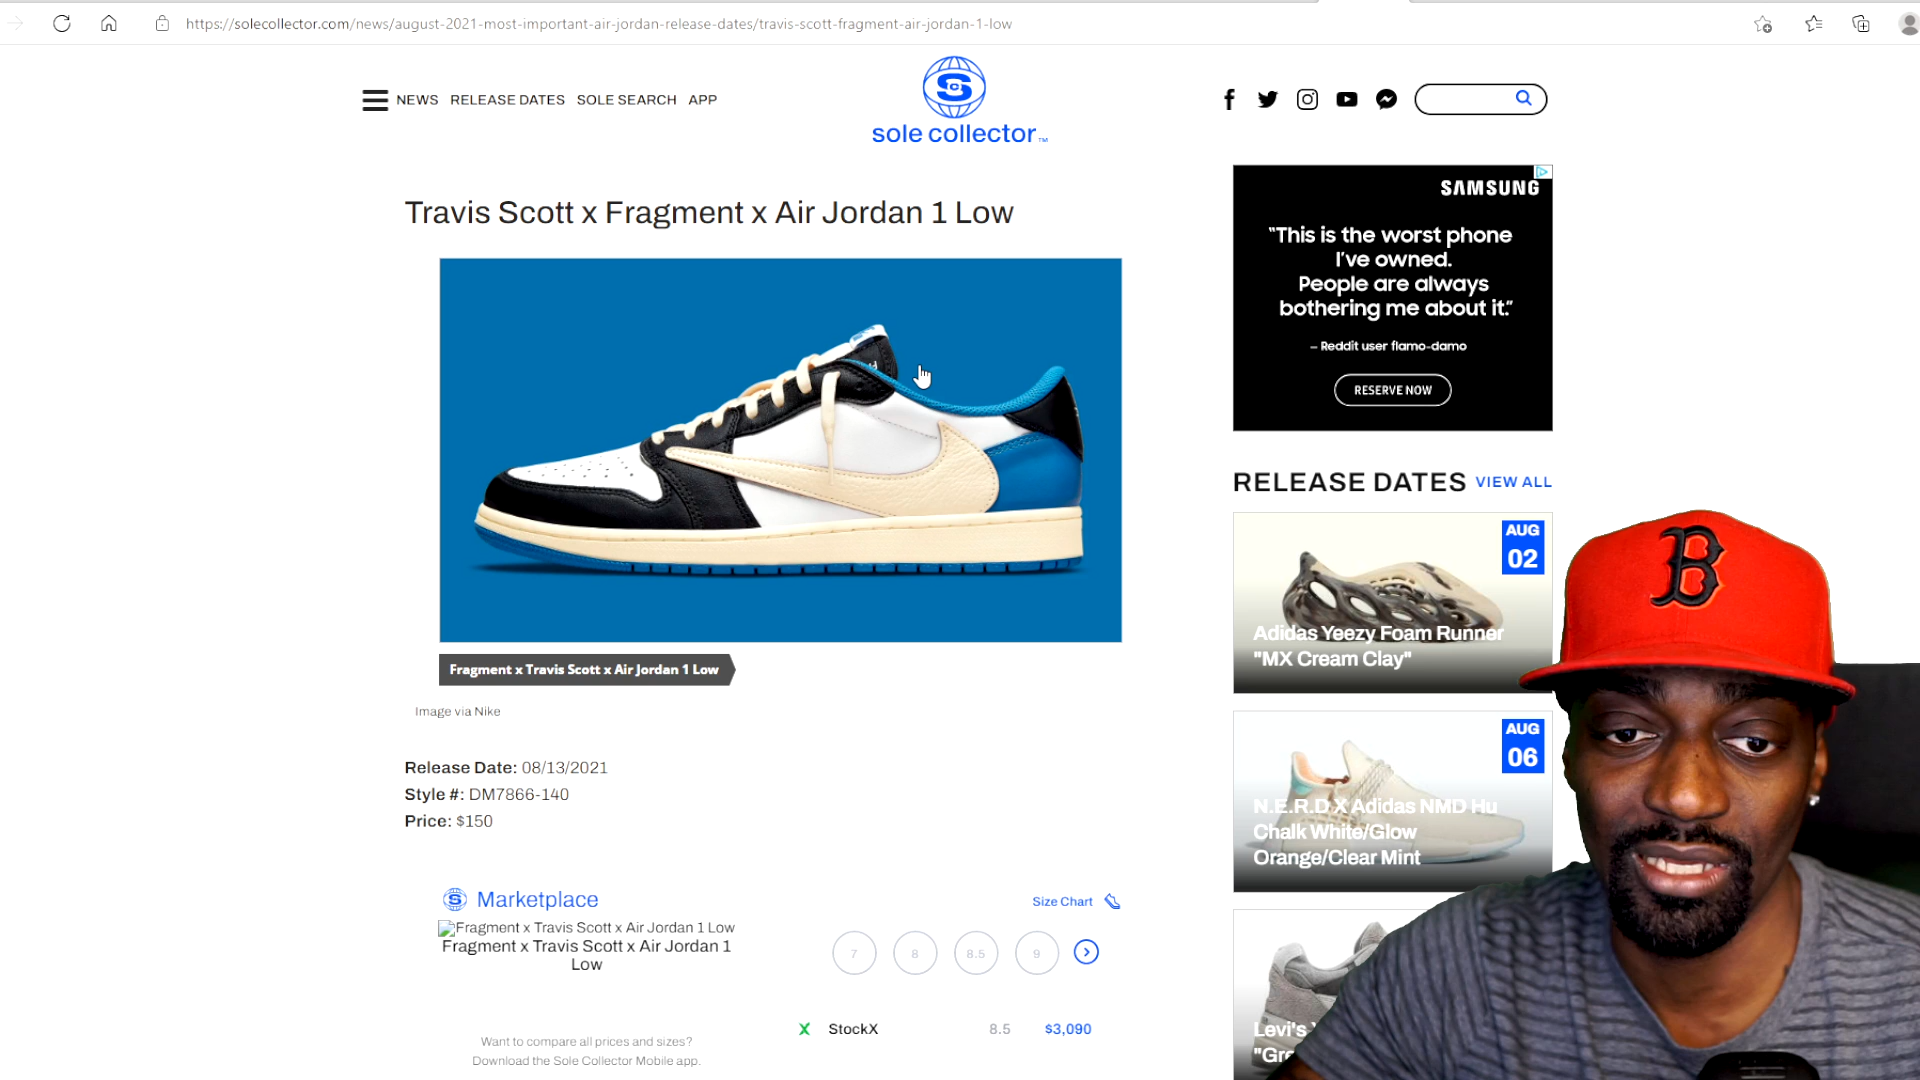 https://solecollector.com/news/august-2021-most-important-air-jordan-release-dates/travis-scott-fragment-air-jordan-1-low
NEWS RELEASE DATES SOLE SEARCH APP
S
sole collector™
Travis Scott x Fragment x Air Jordan 1 Low
Fragment x Travis Scott x Air Jordan 1 Low
Image via Nike
Release Date: 08/13/2021
Style #: DM7866-140
Price: $150
Marketplace
Size Chart
Fragment x Travis Scott x Air Jordan 1 Low
Fragment x Travis Scott x Air Jordan 1
Low
7 8 8.5 9
StockX 8.5 $3,090
Want to compare all prices and sizes?
Download the Sole Collector Mobile app.
SAMSUNG
"This is the worst phone
I've owned.
People are always
bothering me about it."
– Reddit user flamo-damo
RESERVE NOW
RELEASE DATES VIEW ALL
AUG
02
Adidas Yeezy Foam Runner
"MX Cream Clay"
AUG
06
N.E.R.D X Adidas NMD Hu
Chalk White/Glow
Orange/Clear Mint
Levi's
"Gre
B